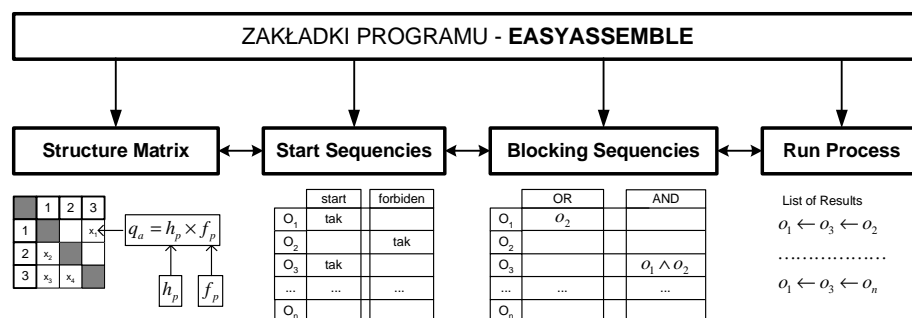 ZAKŁADKI PROGRAMU - EASYASSEMBLE
Structure Matrix
Start Sequencies
Blocking Sequencies
Run Process
1 2 3
1 x₁
2 x₂
3 x₃ x₄
qₐ = hₚ × fₚ
hₚ fₚ
start forbiden
O₁ tak
O₂ tak
O₃ tak
... ... ...
Oₙ
OR AND
O₁ o₂
O₂
O₃ o₁ ∧ o₂
... ... ...
Oₙ
List of Results
o₁ ← o₃ ← o₂
..................
o₁ ← o₃ ← oₙ